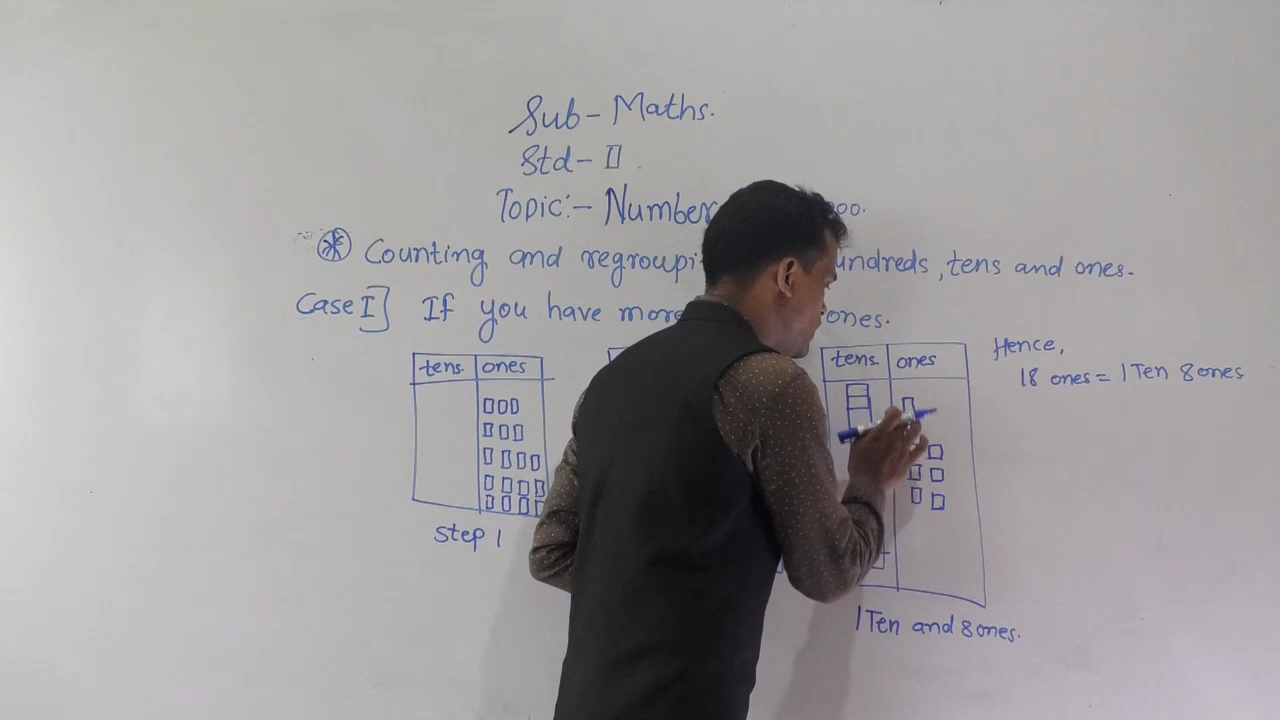 Sub- Maths.
Std- II.
Topic:- Number 000.
Counting and regroupi undreds, tens and ones.
Case I] If you have more ones.
tens. ones
tens. ones
Hence,
18 ones = 1 Ten 8 ones
Step 1
1 Ten and 8 ones.